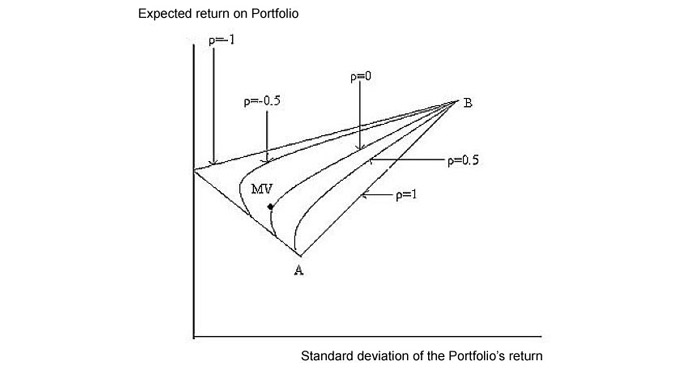 Expected return on Portfolio
ρ=-1
ρ=0
ρ=-0.5
B
ρ=0.5
MV
ρ=1
A
Standard deviation of the Portfolio's return